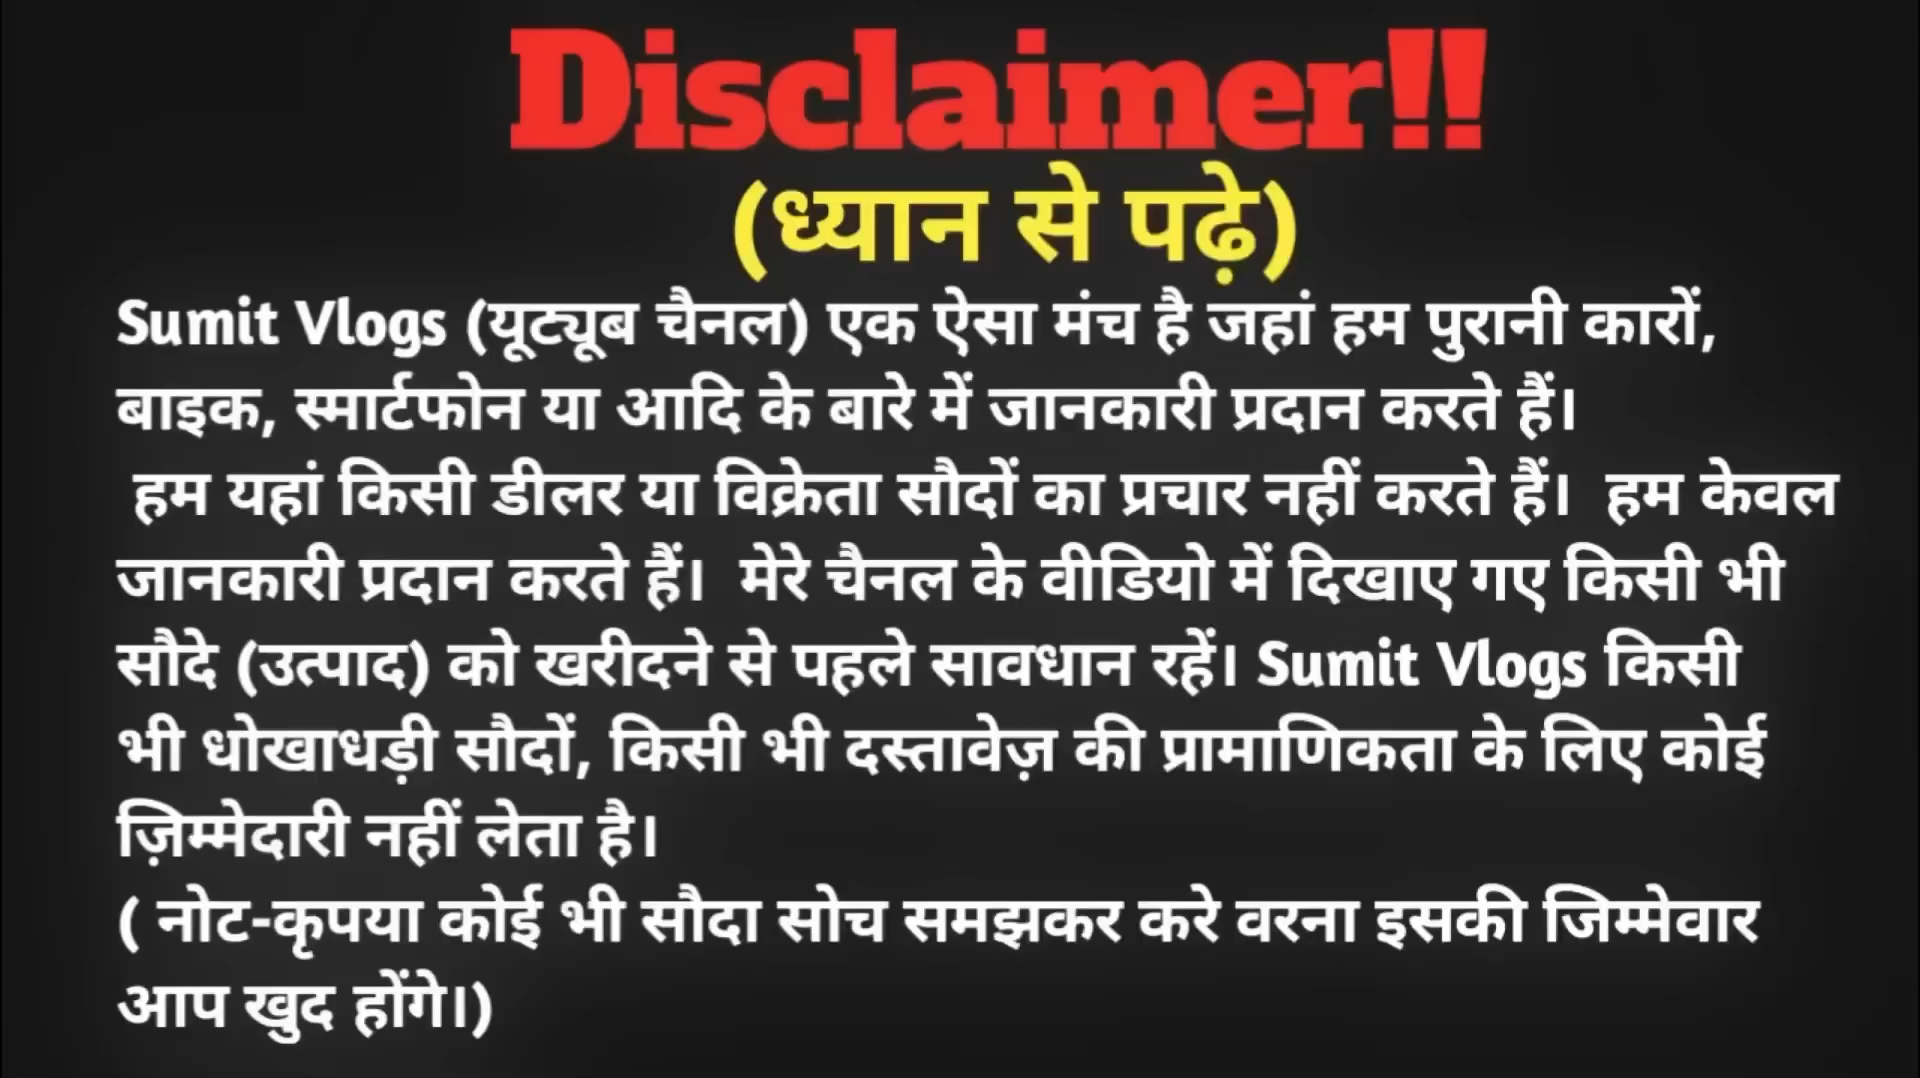 Disclaimer!!
(ध्यान से पढ़े)
Sumit Vlogs (यूट्यूब चैनल) एक ऐसा मंच है जहां हम पुरानी कारों,
बाइक, स्मार्टफोन या आदि के बारे में जानकारी प्रदान करते हैं।
हम यहां किसी डीलर या विक्रेता सौदों का प्रचार नहीं करते हैं। हम केवल
जानकारी प्रदान करते हैं। मेरे चैनल के वीडियो में दिखाए गए किसी भी
सौदे (उत्पाद) को खरीदने से पहले सावधान रहें। Sumit Vlogs किसी
भी धोखाधड़ी सौदों, किसी भी दस्तावेज़ की प्रामाणिकता के लिए कोई
ज़िम्मेदारी नहीं लेता है।
( नोट-कृपया कोई भी सौदा सोच समझकर करे वरना इसकी जिम्मेवार
आप खुद होंगे।)